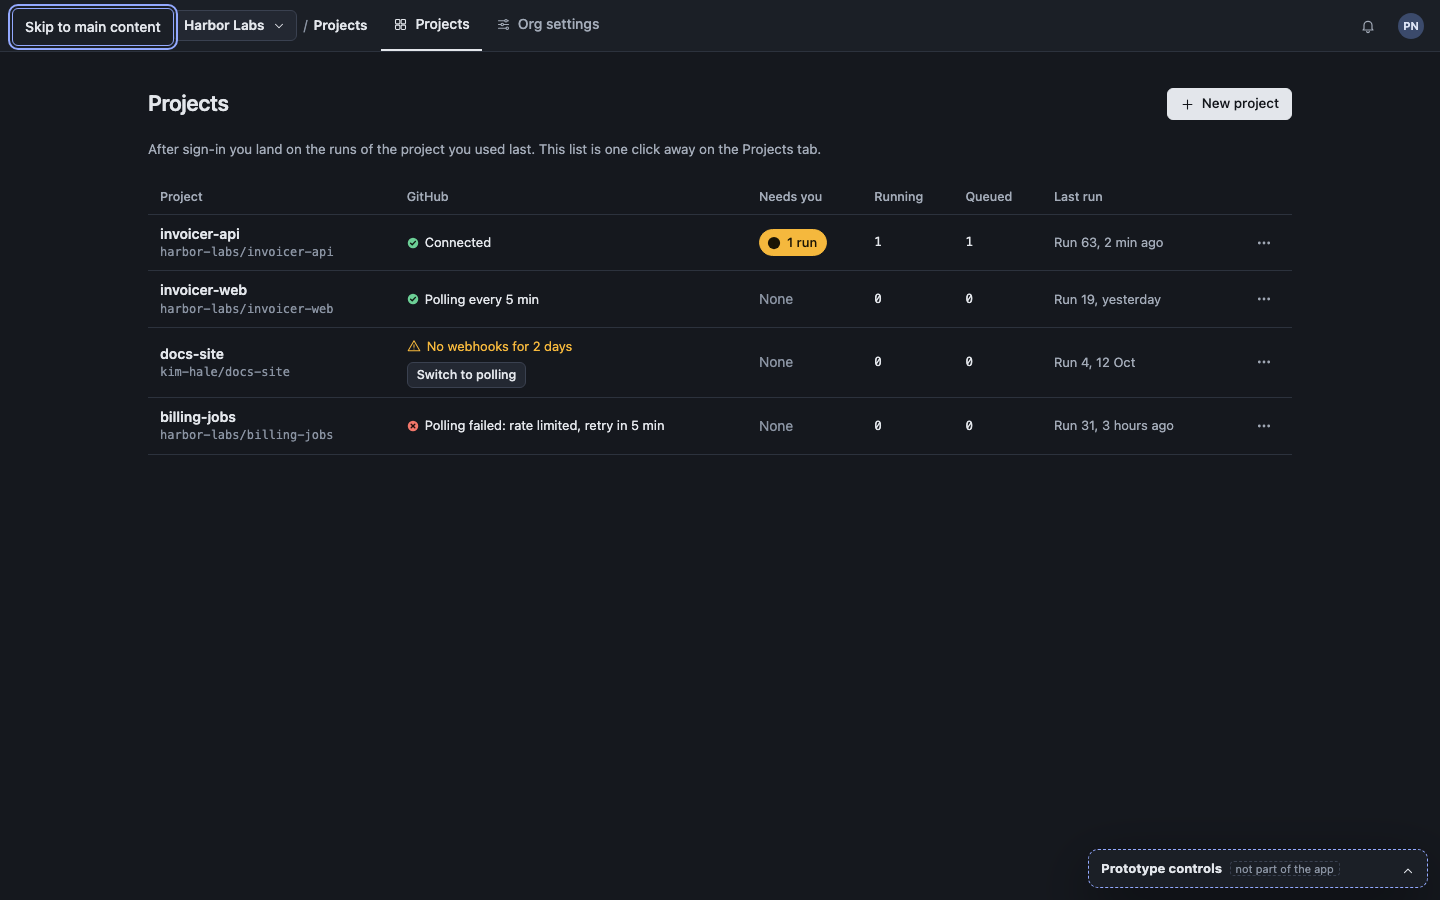 Skip to main content
Harbor Labs / Projects
Projects
Org settings
PN
Projects
New project
After sign-in you land on the runs of the project you used last. This list is one click away on the Projects tab.
Project GitHub Needs you Running Queued Last run
invoicer-api
harbor-labs/invoicer-api
Connected
1 run
1
1
Run 63, 2 min ago
invoicer-web
harbor-labs/invoicer-web
Polling every 5 min
None
0
0
Run 19, yesterday
docs-site
kim-hale/docs-site
No webhooks for 2 days
Switch to polling
None
0
0
Run 4, 12 Oct
billing-jobs
harbor-labs/billing-jobs
Polling failed: rate limited, retry in 5 min
None
0
0
Run 31, 3 hours ago
Prototype controls not part of the app